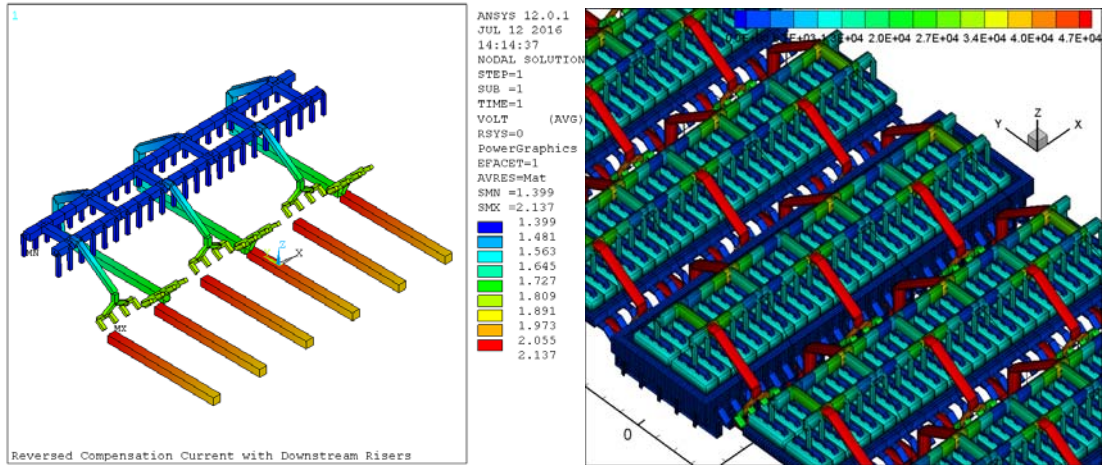 1
ANSYS 12.0.1
JUL 12 2016
14:14:37
NODAL SOLUTION
STEP=1
SUB =1
TIME=1
VOLT (AVG)
RSYS=0
PowerGraphics
EFACET=1
AVRES=Mat
SMN =1.399
SMX =2.137
1.399
1.481
1.563
1.645
1.727
1.809
1.891
1.973
2.055
2.137
MN
MX
Z
X
Reversed Compensation Current with Downstream Risers
2.0E+04 2.7E+04 3.4E+04 4.0E+04 4.7E+04
Z
Y X
0